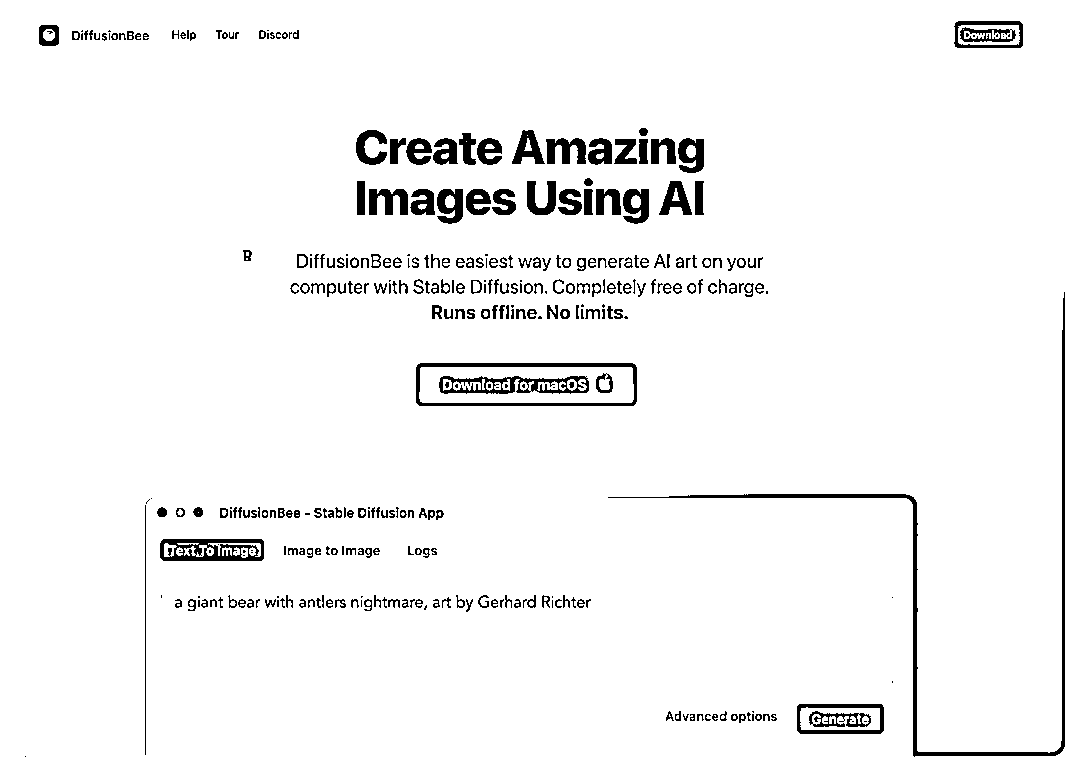 DiffusionBee Help Tour Discord Download
Create Amazing
Images Using AI
DiffusionBee is the easiest way to generate AI art on your
computer with Stable Diffusion. Completely free of charge.
Runs offline. No limits.
Download for macOS
DiffusionBee - Stable Diffusion App
Text To Image Image to Image Logs
a giant bear with antlers nightmare, art by Gerhard Richter
Advanced options Generate